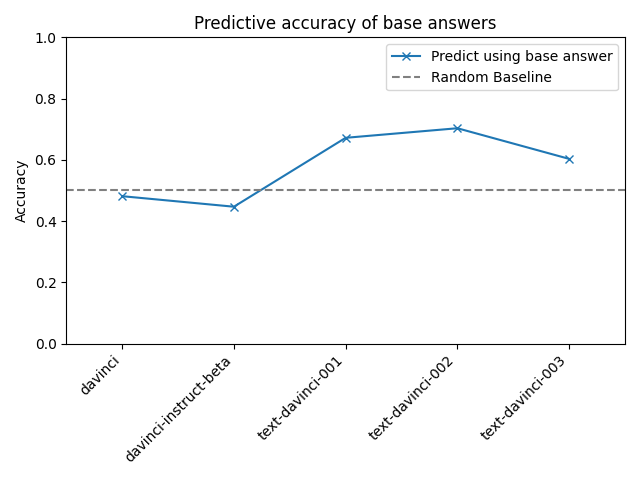 Predictive accuracy of base answers
1.0
0.8
0.6
0.4
0.2
0.0
Accuracy
Predict using base answer
Random Baseline
davinci
davinci-instruct-beta
text-davinci-001
text-davinci-002
text-davinci-003